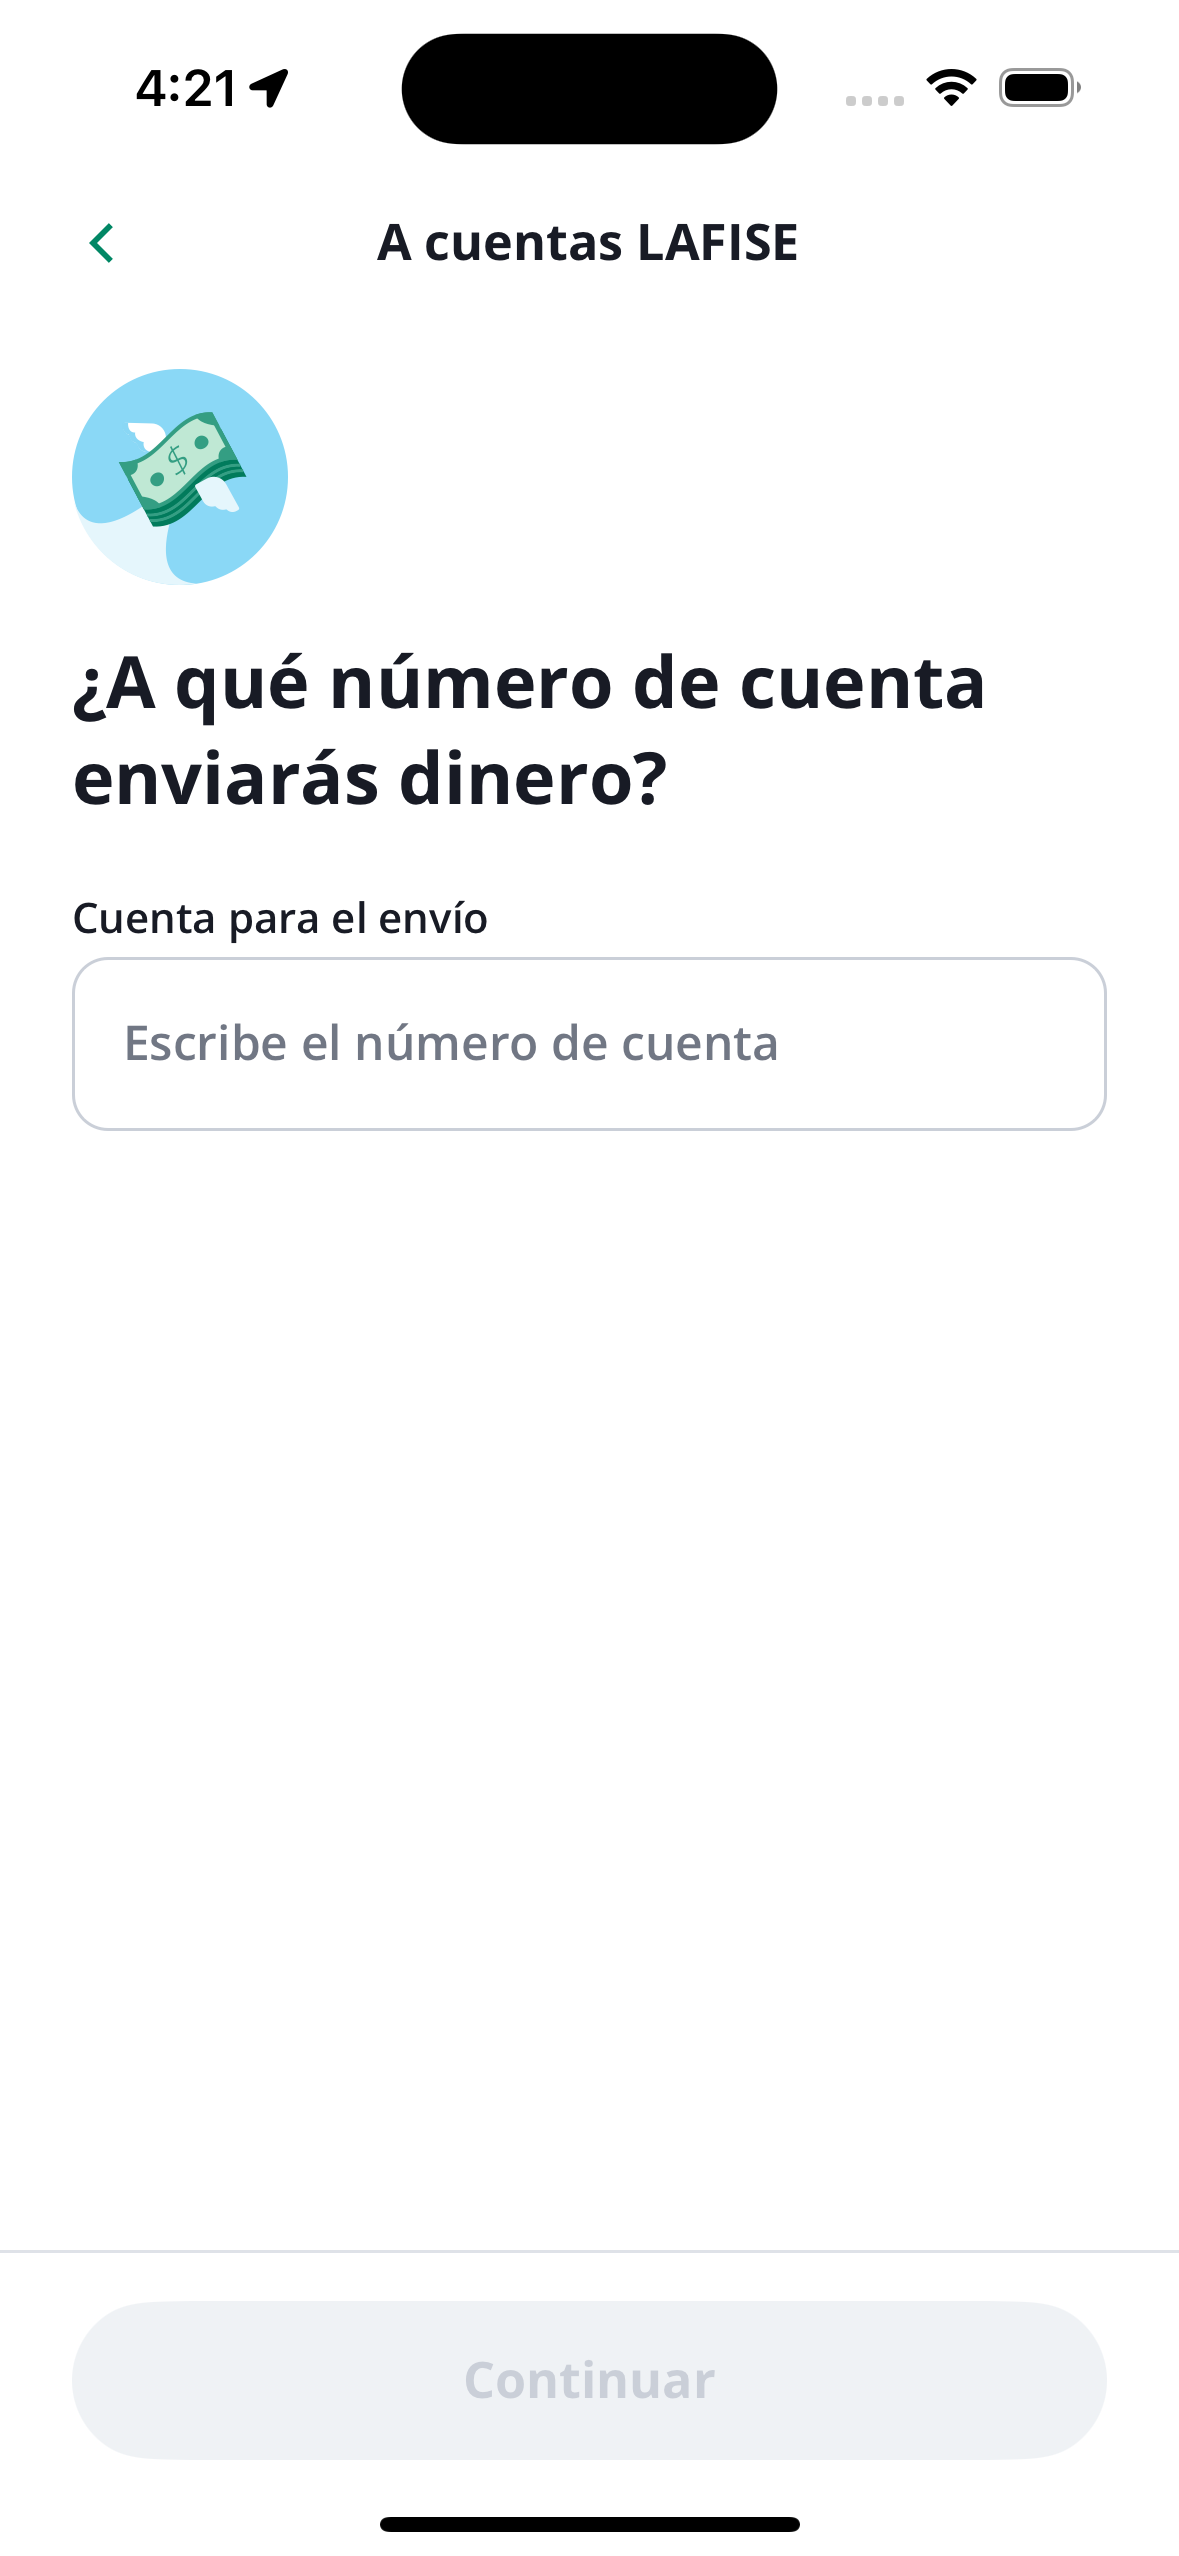 4:21
A cuentas LAFISE
$
¿A qué número de cuenta
enviarás dinero?
Cuenta para el envío
Escribe el número de cuenta
Continuar